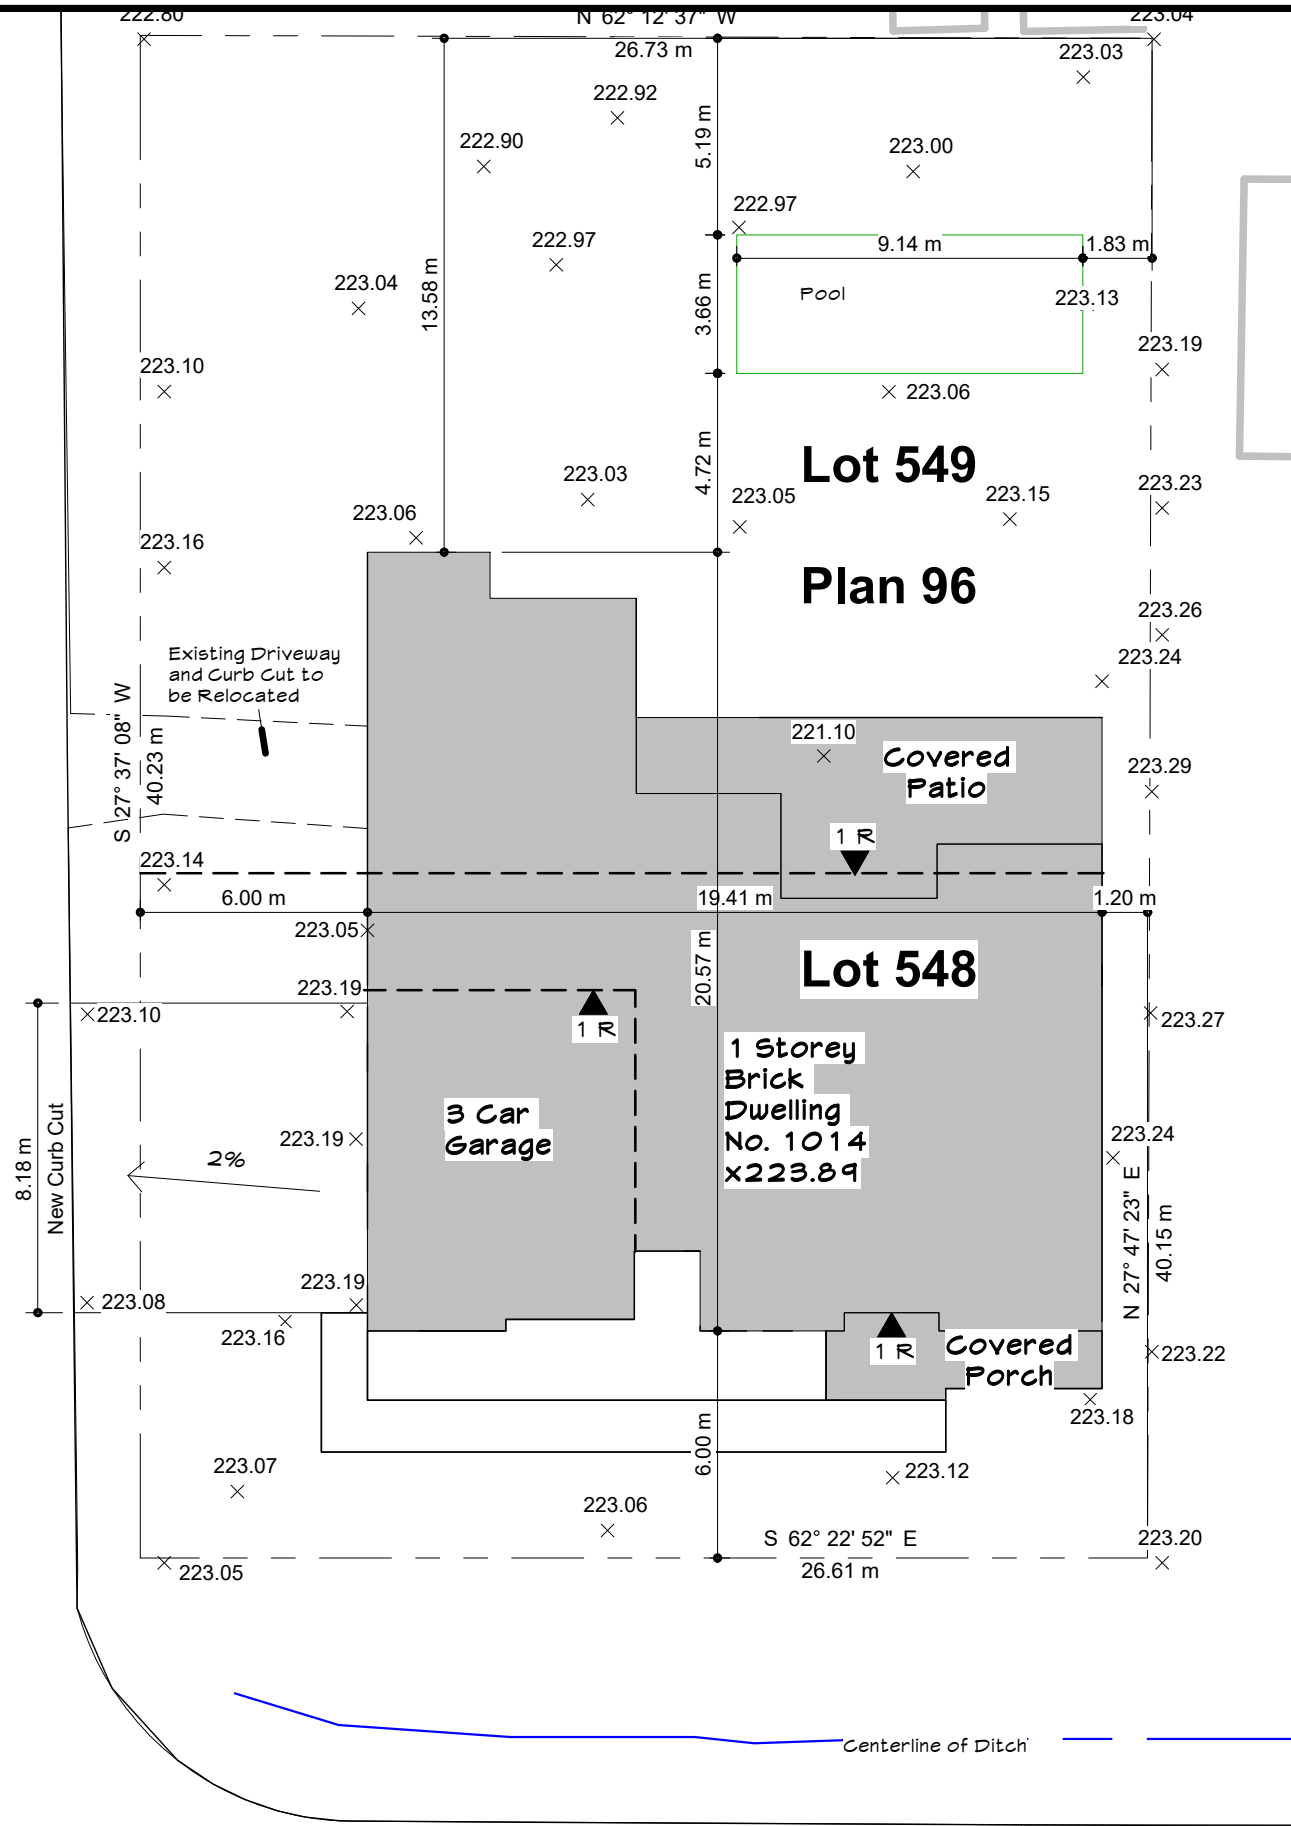 222.80
N 62° 12' 37" W
223.04
26.73 m
223.03
222.92
5.19 m
222.90
223.00
222.97
222.97
9.14 m
1.83 m
223.04
13.58 m
3.66 m
Pool
223.13
223.10
223.19
223.06
4.72 m
Lot 549
223.03
223.05
223.15
223.23
223.06
223.16
Plan 96
223.26
Existing Driveway
and Curb Cut to
be Relocated
223.24
S 27° 37' 08" W
40.23 m
221.10
Covered
Patio
223.29
1 R
223.14
6.00 m
19.41 m
1.20 m
223.05
20.57 m
Lot 548
223.19
223.10
1 R
223.27
1 Storey
Brick
Dwelling
No. 1014
x223.89
3 Car
Garage
8.18 m
New Curb Cut
2%
223.19
223.24
N 27° 47' 23" E
40.15 m
223.19
223.08
223.16
1 R
Covered
Porch
223.22
223.18
6.00 m
223.07
223.12
223.06
S 62° 22' 52" E
26.61 m
223.20
223.05
Centerline of Ditch